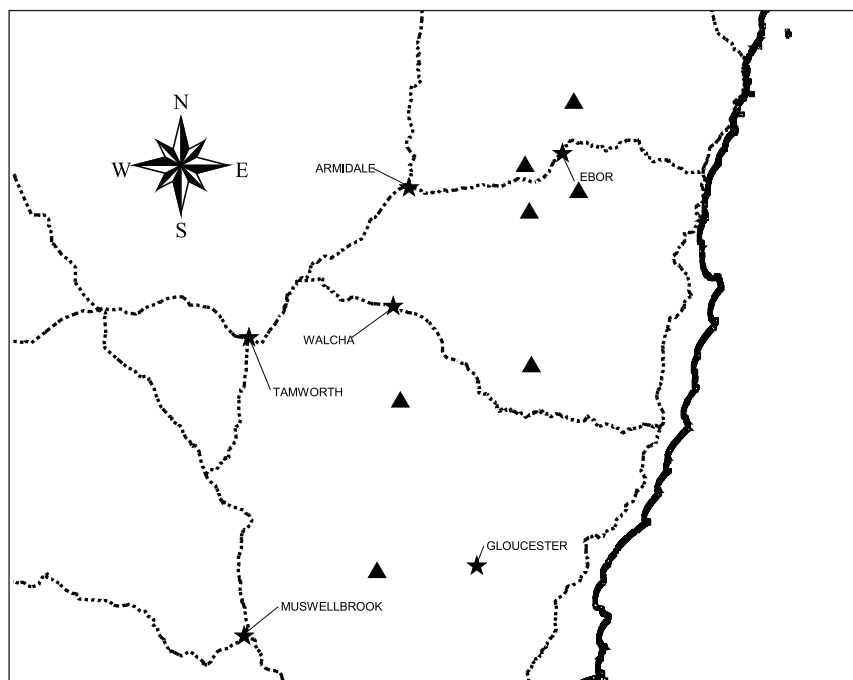 N
W E
S
ARMIDALE
EBOR
WALCHA
TAMWORTH
GLOUCESTER
MUSWELLBROOK